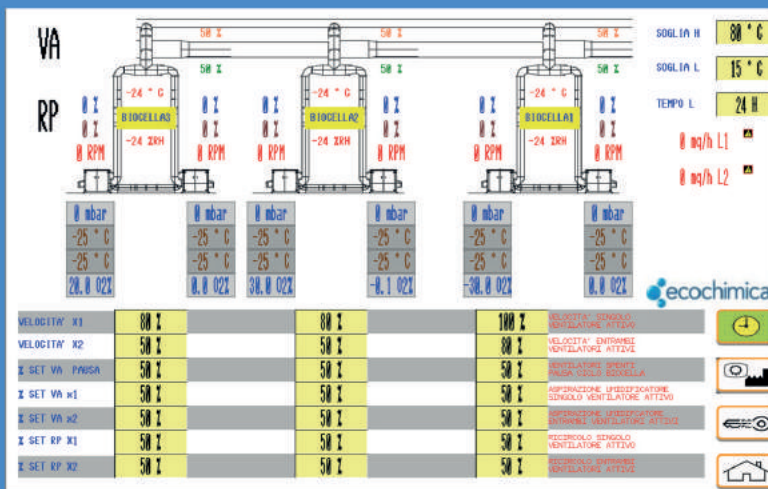 VA
50 % 50 % 50 %
50 % 50 % 50 %
SOGLIA H 80 ° C
SOGLIA L 15 ° C
TEMPO L 24 H
0 mq/h L1
0 mq/h L2
RP
-24 ° C -24 ° C -24 ° C
0 % 0 % 0 % 0 % 0 % 0 %
BIOCELLA3 BIOCELLA2 BIOCELLA1
0 % 0 % 0 % 0 % 0 % 0 %
-24 %RH -24 %RH -24 %RH
0 RPM 0 RPM 0 RPM 0 RPM 0 RPM 0 RPM
0 mbar 0 mbar 0 mbar 0 mbar 0 mbar 0 mbar
-25 ° C -25 ° C -25 ° C -25 ° C -25 ° C -25 ° C
-25 ° C -25 ° C -25 ° C -25 ° C -25 ° C -25 ° C
20.0 O2% 0.0 O2% 30.0 O2% -0.1 O2% -30.0 O2% 0.0 O2%
ecochimica
VELOCITA' X1 80 % 80 % 100 % VELOCITA' SINGOLO
VENTILATORE ATTIVO
VELOCITA' X2 50 % 50 % 80 % VELOCITA' ENTRAMBI
VENTILATORI ATTIVI
% SET VA PAUSA 50 % 50 % 50 % VENTILATORI SPENTI
PAUSA CICLO BIOCELLA
% SET VA x1 50 % 50 % 50 % ASPIRAZIONE UMIDIFICATORE
SINGOLO VENTILATORE ATTIVO
% SET VA x2 50 % 50 % 50 % ASPIRAZIONE UMIDIFICATORE
ENTRAMBI VENTILATORI ATTIVI
% SET RP X1 50 % 50 % 50 % RICIRCOLO SINGOLO
VENTILATORE ATTIVO
% SET RP X2 50 % 50 % 50 % RICIRCOLO ENTRAMBI
VENTILATORI ATTIVI